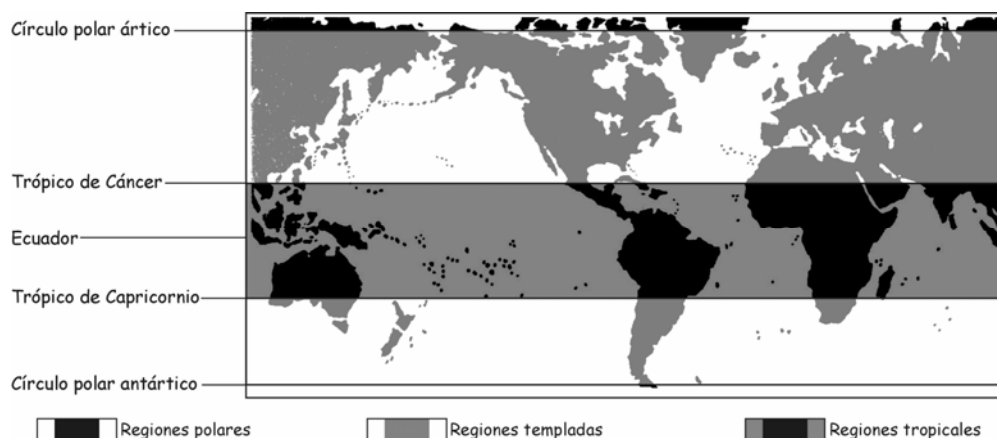 Círculo polar ártico
Trópico de Cáncer
Ecuador
Trópico de Capricornio
Círculo polar antártico
Regiones polares
Regiones templadas
Regiones tropicales